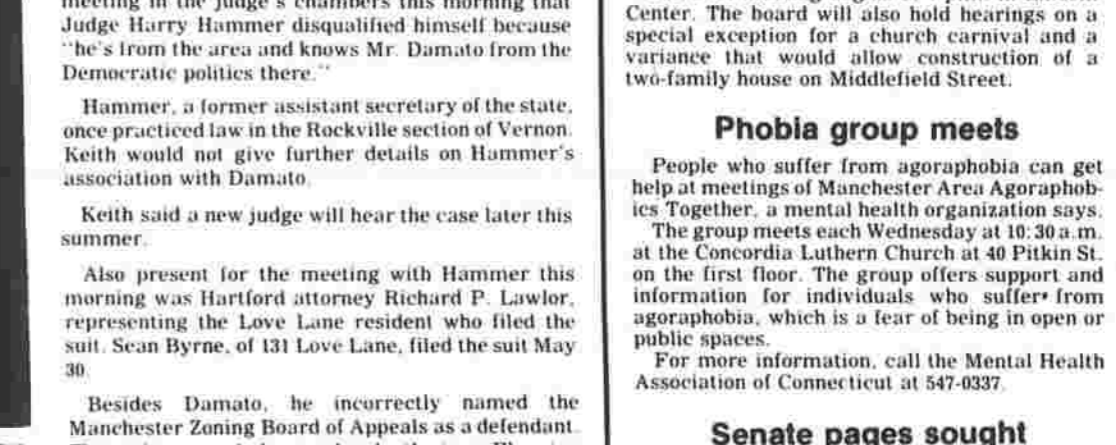 meeting in the judge's chambers this morning that
Judge Harry Hammer disqualified himself because
"he's from the area and knows Mr. Damato from the
Democratic politics there."
Hammer, a former assistant secretary of the state,
once practiced law in the Rockville section of Vernon.
Keith would not give further details on Hammer's
association with Damato.
Keith said a new judge will hear the case later this
summer.
Also present for the meeting with Hammer this
morning was Hartford attorney Richard P. Lawlor,
representing the Love Lane resident who filed the
suit. Sean Byrne, of 131 Love Lane, filed the suit May
30.
Besides Damato, he incorrectly named the
Manchester Zoning Board of Appeals as a defendant.
Center. The board will also hold hearings on a
special exception for a church carnival and a
variance that would allow construction of a
two-family house on Middlefield Street.
Phobia group meets
People who suffer from agoraphobia can get
help at meetings of Manchester Area Agoraphob-
ics Together, a mental health organization says.
The group meets each Wednesday at 10:30 a.m.
at the Concordia Luthern Church at 40 Pitkin St.
on the first floor. The group offers support and
information for individuals who suffer from
agoraphobia, which is a fear of being in open or
public spaces.
For more information, call the Mental Health
Association of Connecticut at 547-0337.
Senate pages sought